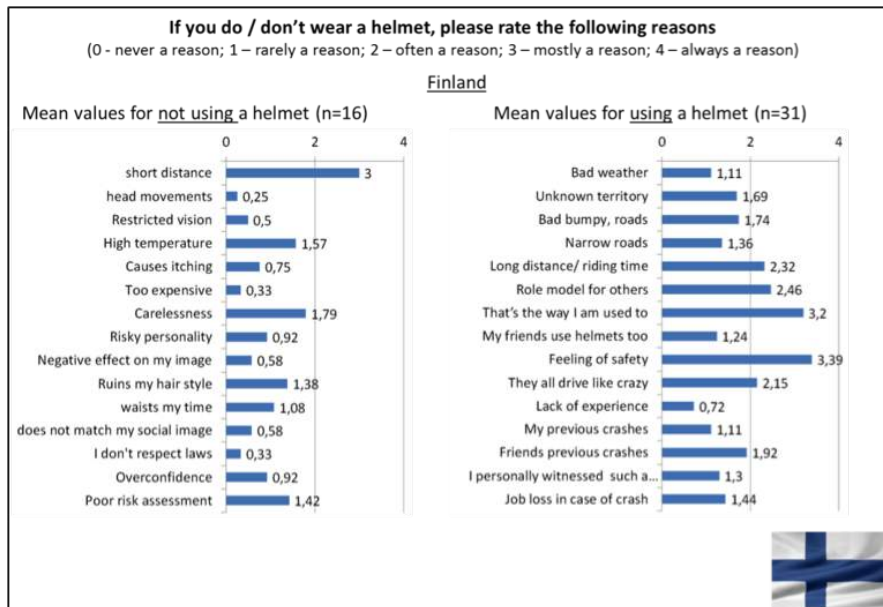 If you do / don't wear a helmet, please rate the following reasons
(0 - never a reason; 1 – rarely a reason; 2 – often a reason; 3 – mostly a reason; 4 – always a reason)
Finland
Mean values for not using a helmet (n=16)
0 2 4
short distance 3
head movements 0,25
Restricted vision 0,5
High temperature 1,57
Causes itching 0,75
Too expensive 0,33
Carelessness 1,79
Risky personality 0,92
Negative effect on my image 0,58
Ruins my hair style 1,38
waists my time 1,08
does not match my social image 0,58
I don't respect laws 0,33
Overconfidence 0,92
Poor risk assessment 1,42
Mean values for using a helmet (n=31)
0 2 4
Bad weather 1,11
Unknown territory 1,69
Bad bumpy, roads 1,74
Narrow roads 1,36
Long distance/ riding time 2,32
Role model for others 2,46
That's the way I am used to 3,2
My friends use helmets too 1,24
Feeling of safety 3,39
They all drive like crazy 2,15
Lack of experience 0,72
My previous crashes 1,11
Friends previous crashes 1,92
I personally witnessed such a... 1,3
Job loss in case of crash 1,44